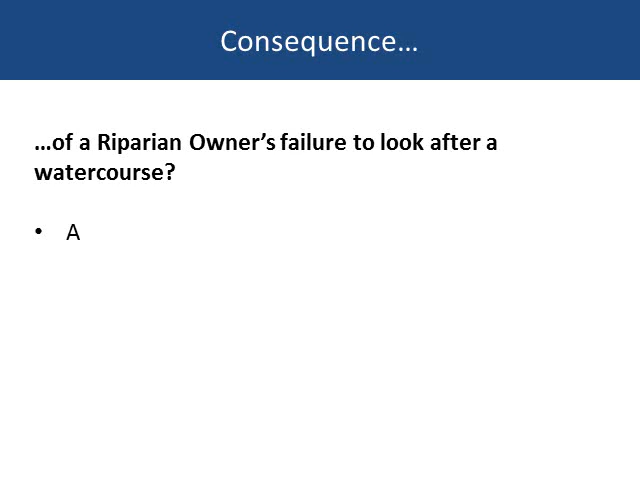 Consequence…
…of a Riparian Owner’s failure to look after a
watercourse?
• A